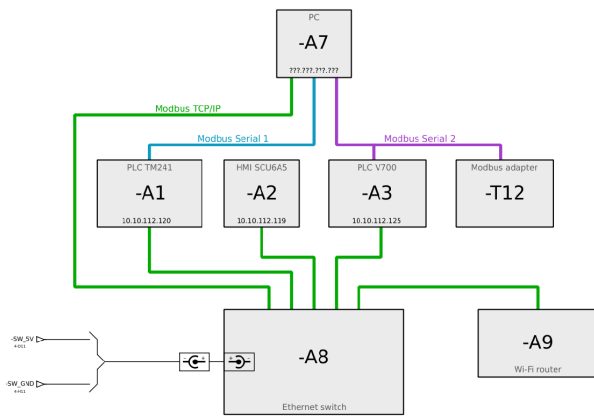 PC
-A7
???.???.???.???
Modbus TCP/IP
Modbus Serial 1
Modbus Serial 2
PLC TM241
-A1
10.10.112.120
HMI SCU6A5
-A2
10.10.112.119
PLC V700
-A3
10.10.112.125
Modbus adapter
-T12
-SW_5V
-SW_GND
- +
- +
-A8
Ethernet switch
-A9
Wi-Fi router